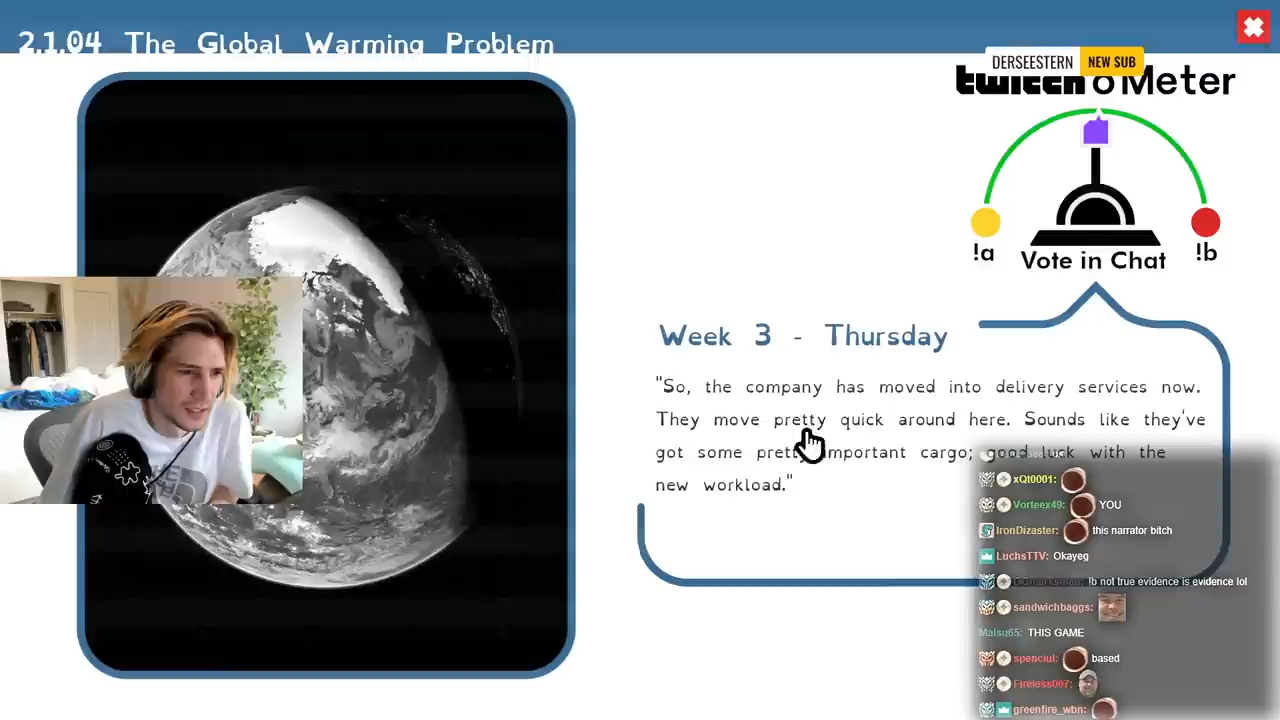 2.1.04 The Global Warming Problem
DERSEESTERN NEW SUB
twitch o Meter
!a
Vote in Chat
!b
Week 3 - Thursday
"So, the company has moved into delivery services now.
They move pretty quick around here. Sounds like they've
got some pretty important cargo; good luck with the
new workload."
xQt0001:
Vorteex49: YOU
IronDizaster: this narrator bitch
LuchsTTV: Okayeg
!b not true evidence is evidence lol
sandwichbaggs:
Malsu65: THIS GAME
spenciul: based
Fireless007:
greenfire_wbn: